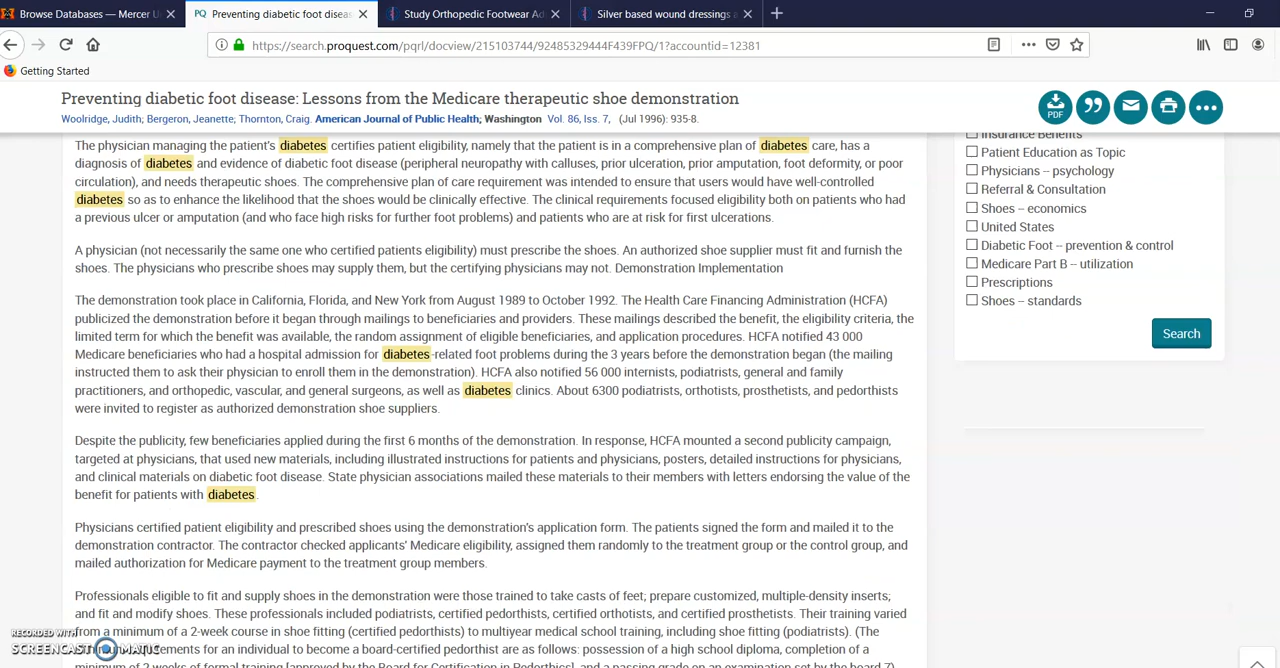 Browse Databases — Mercer U
PQ Preventing diabetic foot diseas
Study Orthopedic Footwear Ad
Silver based wound dressings a
https://search.proquest.com/pqrl/docview/215103744/92485329444F439FPQ/1?accountid=12381
Getting Started
Preventing diabetic foot disease: Lessons from the Medicare therapeutic shoe demonstration
Woolridge, Judith; Bergeron, Jeanette; Thornton, Craig. American Journal of Public Health; Washington Vol. 86, Iss. 7, (Jul 1996): 935-8.
PDF
The physician managing the patient's diabetes certifies patient eligibility, namely that the patient is in a comprehensive plan of diabetes care, has a
diagnosis of diabetes and evidence of diabetic foot disease (peripheral neuropathy with calluses, prior ulceration, prior amputation, foot deformity, or poor
circulation), and needs therapeutic shoes. The comprehensive plan of care requirement was intended to ensure that users would have well-controlled
diabetes so as to enhance the likelihood that the shoes would be clinically effective. The clinical requirements focused eligibility both on patients who had
a previous ulcer or amputation (and who face high risks for further foot problems) and patients who are at risk for first ulcerations.
A physician (not necessarily the same one who certified patients eligibility) must prescribe the shoes. An authorized shoe supplier must fit and furnish the
shoes. The physicians who prescribe shoes may supply them, but the certifying physicians may not. Demonstration Implementation
The demonstration took place in California, Florida, and New York from August 1989 to October 1992. The Health Care Financing Administration (HCFA)
publicized the demonstration before it began through mailings to beneficiaries and providers. These mailings described the benefit, the eligibility criteria, the
limited term for which the benefit was available, the random assignment of eligible beneficiaries, and application procedures. HCFA notified 43 000
Medicare beneficiaries who had a hospital admission for diabetes-related foot problems during the 3 years before the demonstration began (the mailing
instructed them to ask their physician to enroll them in the demonstration). HCFA also notified 56 000 internists, podiatrists, general and family
practitioners, and orthopedic, vascular, and general surgeons, as well as diabetes clinics. About 6300 podiatrists, orthotists, prosthetists, and pedorthists
were invited to register as authorized demonstration shoe suppliers.
Despite the publicity, few beneficiaries applied during the first 6 months of the demonstration. In response, HCFA mounted a second publicity campaign,
targeted at physicians, that used new materials, including illustrated instructions for patients and physicians, posters, detailed instructions for physicians,
and clinical materials on diabetic foot disease. State physician associations mailed these materials to their members with letters endorsing the value of the
benefit for patients with diabetes.
Physicians certified patient eligibility and prescribed shoes using the demonstration's application form. The patients signed the form and mailed it to the
demonstration contractor. The contractor checked applicants' Medicare eligibility, assigned them randomly to the treatment group or the control group, and
mailed authorization for Medicare payment to the treatment group members.
Professionals eligible to fit and supply shoes in the demonstration were those trained to take casts of feet; prepare customized, multiple-density inserts;
and fit and modify shoes. These professionals included podiatrists, certified pedorthists, certified orthotists, and certified prosthetists. Their training varied
from a minimum of a 2-week course in shoe fitting (certified pedorthists) to multiyear medical school training, including shoe fitting (podiatrists). (The
requirements for an individual to become a board-certified pedorthist are as follows: possession of a high school diploma, completion of a
minimum of 2 weeks of formal training [approved by the Board for Certification in Pedorthics], and a passing grade on an examination set by the board.7)
Insurance Benefits
Patient Education as Topic
Physicians -- psychology
Referral & Consultation
Shoes -- economics
United States
Diabetic Foot -- prevention & control
Medicare Part B -- utilization
Prescriptions
Shoes -- standards
Search
RECORDED WITH
SCREENCAST MATIC